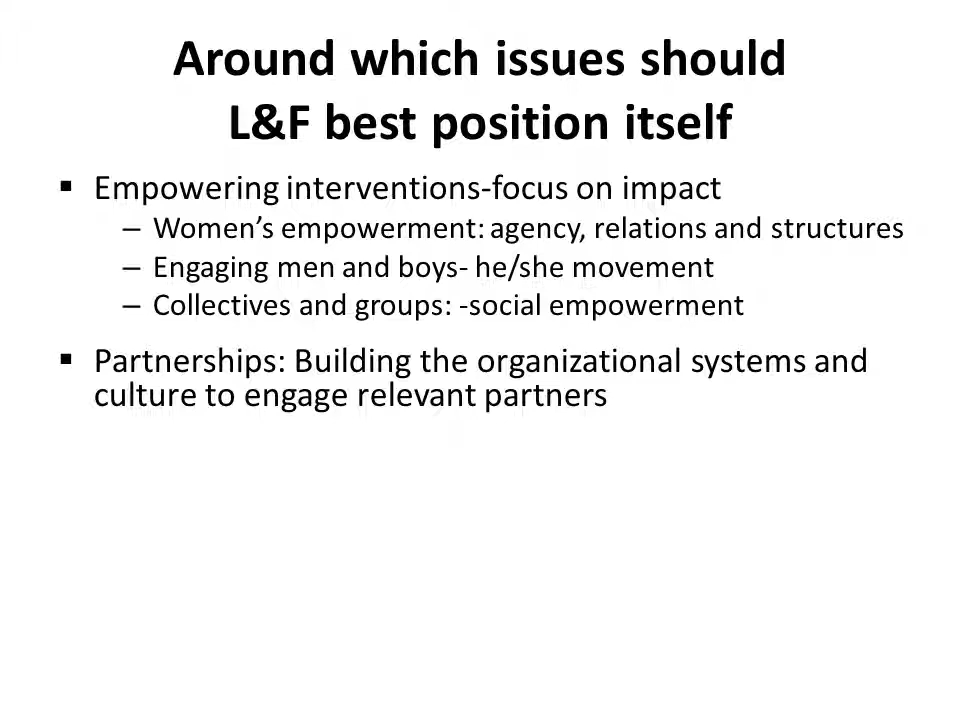 Around which issues should
L&F best position itself
▪ Empowering interventions-focus on impact
– Women’s empowerment: agency, relations and structures
– Engaging men and boys- he/she movement
– Collectives and groups: -social empowerment
▪ Partnerships: Building the organizational systems and
culture to engage relevant partners